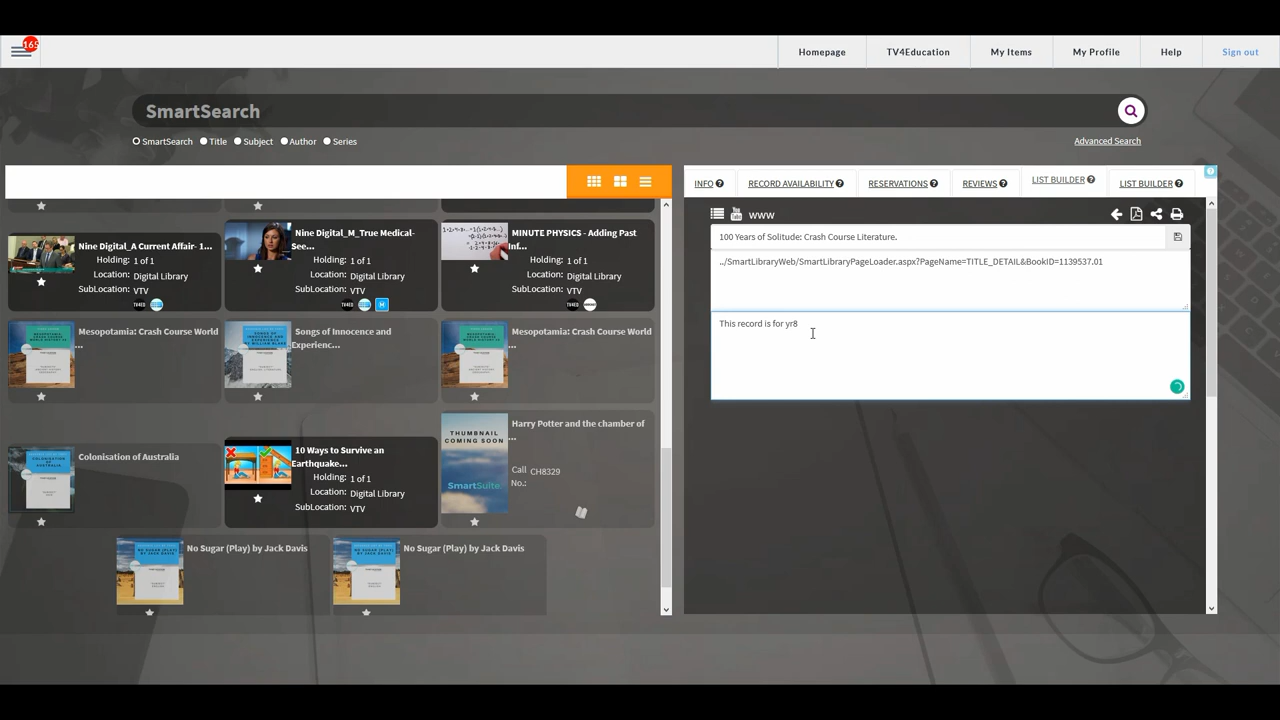 165
Homepage
TV4Education
My Items
My Profile
Help
Sign out
SmartSearch
SmartSearch
Title
Subject
Author
Series
Advanced Search
INFO
RECORD AVAILABILITY
RESERVATIONS
REVIEWS
LIST BUILDER
LIST BUILDER
Nine Digital_A Current Affair- 1...
Holding: 1 of 1
Location: Digital Library
SubLocation: VTV
Nine Digital_M_True Medical-
See...
Holding: 1 of 1
Location: Digital Library
SubLocation: VTV
MINUTE PHYSICS - Adding Past
Inf...
Holding: 1 of 1
Location: Digital Library
SubLocation: VTV
Mesopotamia: Crash Course World
...
Songs of Innocence and
Experienc...
Mesopotamia: Crash Course World
...
Colonisation of Australia
10 Ways to Survive an
Earthquake...
Holding: 1 of 1
Location: Digital Library
SubLocation: VTV
THUMBNAIL
COMING SOON
SmartSuite
Harry Potter and the chamber of
...
Call
No.: CH8329
No Sugar (Play) by Jack Davis
No Sugar (Play) by Jack Davis
www
100 Years of Solitude: Crash Course Literature.
../SmartLibraryWeb/SmartLibraryPageLoader.aspx?PageName=TITLE_DETAIL&BookID=1139537.01
This record is for yr8